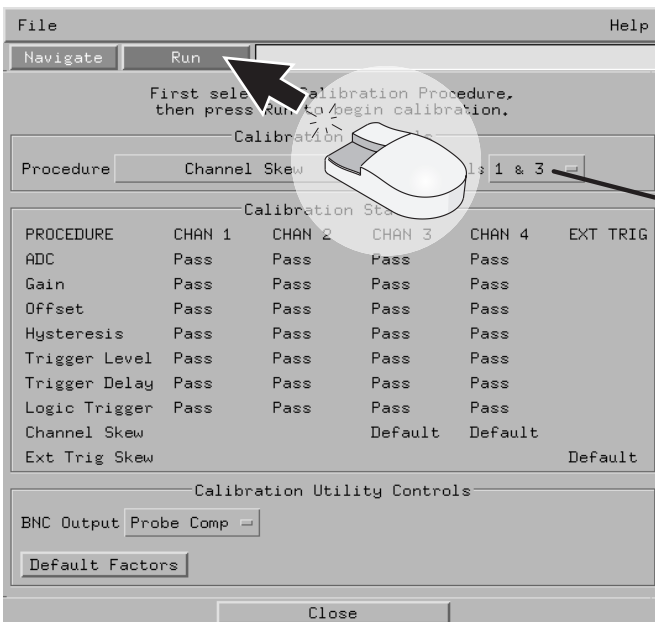 File Help
Navigate Run
First sele Calibration Procedure,
then press Run to begin calibration.
Calibration
Procedure Channel Skew 1 & 3
Calibration Sta
PROCEDURE CHAN 1 CHAN 2 CHAN 3 CHAN 4 EXT TRIG
ADC Pass Pass Pass Pass
Gain Pass Pass Pass Pass
Offset Pass Pass Pass Pass
Hysteresis Pass Pass Pass Pass
Trigger Level Pass Pass Pass Pass
Trigger Delay Pass Pass Pass Pass
Logic Trigger Pass Pass Pass Pass
Channel Skew Default Default
Ext Trig Skew Default
Calibration Utility Controls
BNC Output Probe Comp
Default Factors
Close